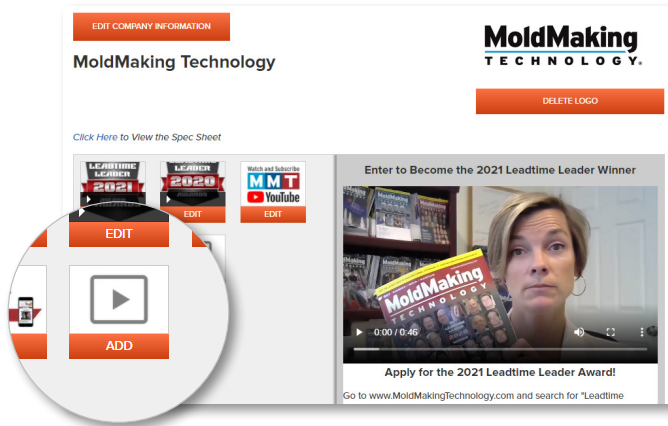 EDIT COMPANY INFORMATION
MoldMaking Technology
MoldMaking
TECHNOLOGY®
DELETE LOGO
Click Here to View the Spec Sheet
LEADTIME
LEADER
2021
AWARDS
LEADTIME
LEADER
2020
AWARDS
EDIT
Watch and Subscribe
MMT
YouTube
EDIT
EDIT
ADD
Enter to Become the 2021 Leadtime Leader Winner
MoldMaking
TECHNOLOGY
0:00 / 0:46
Apply for the 2021 Leadtime Leader Award!
Go to www.MoldMakingTechnology.com and search for "Leadtime